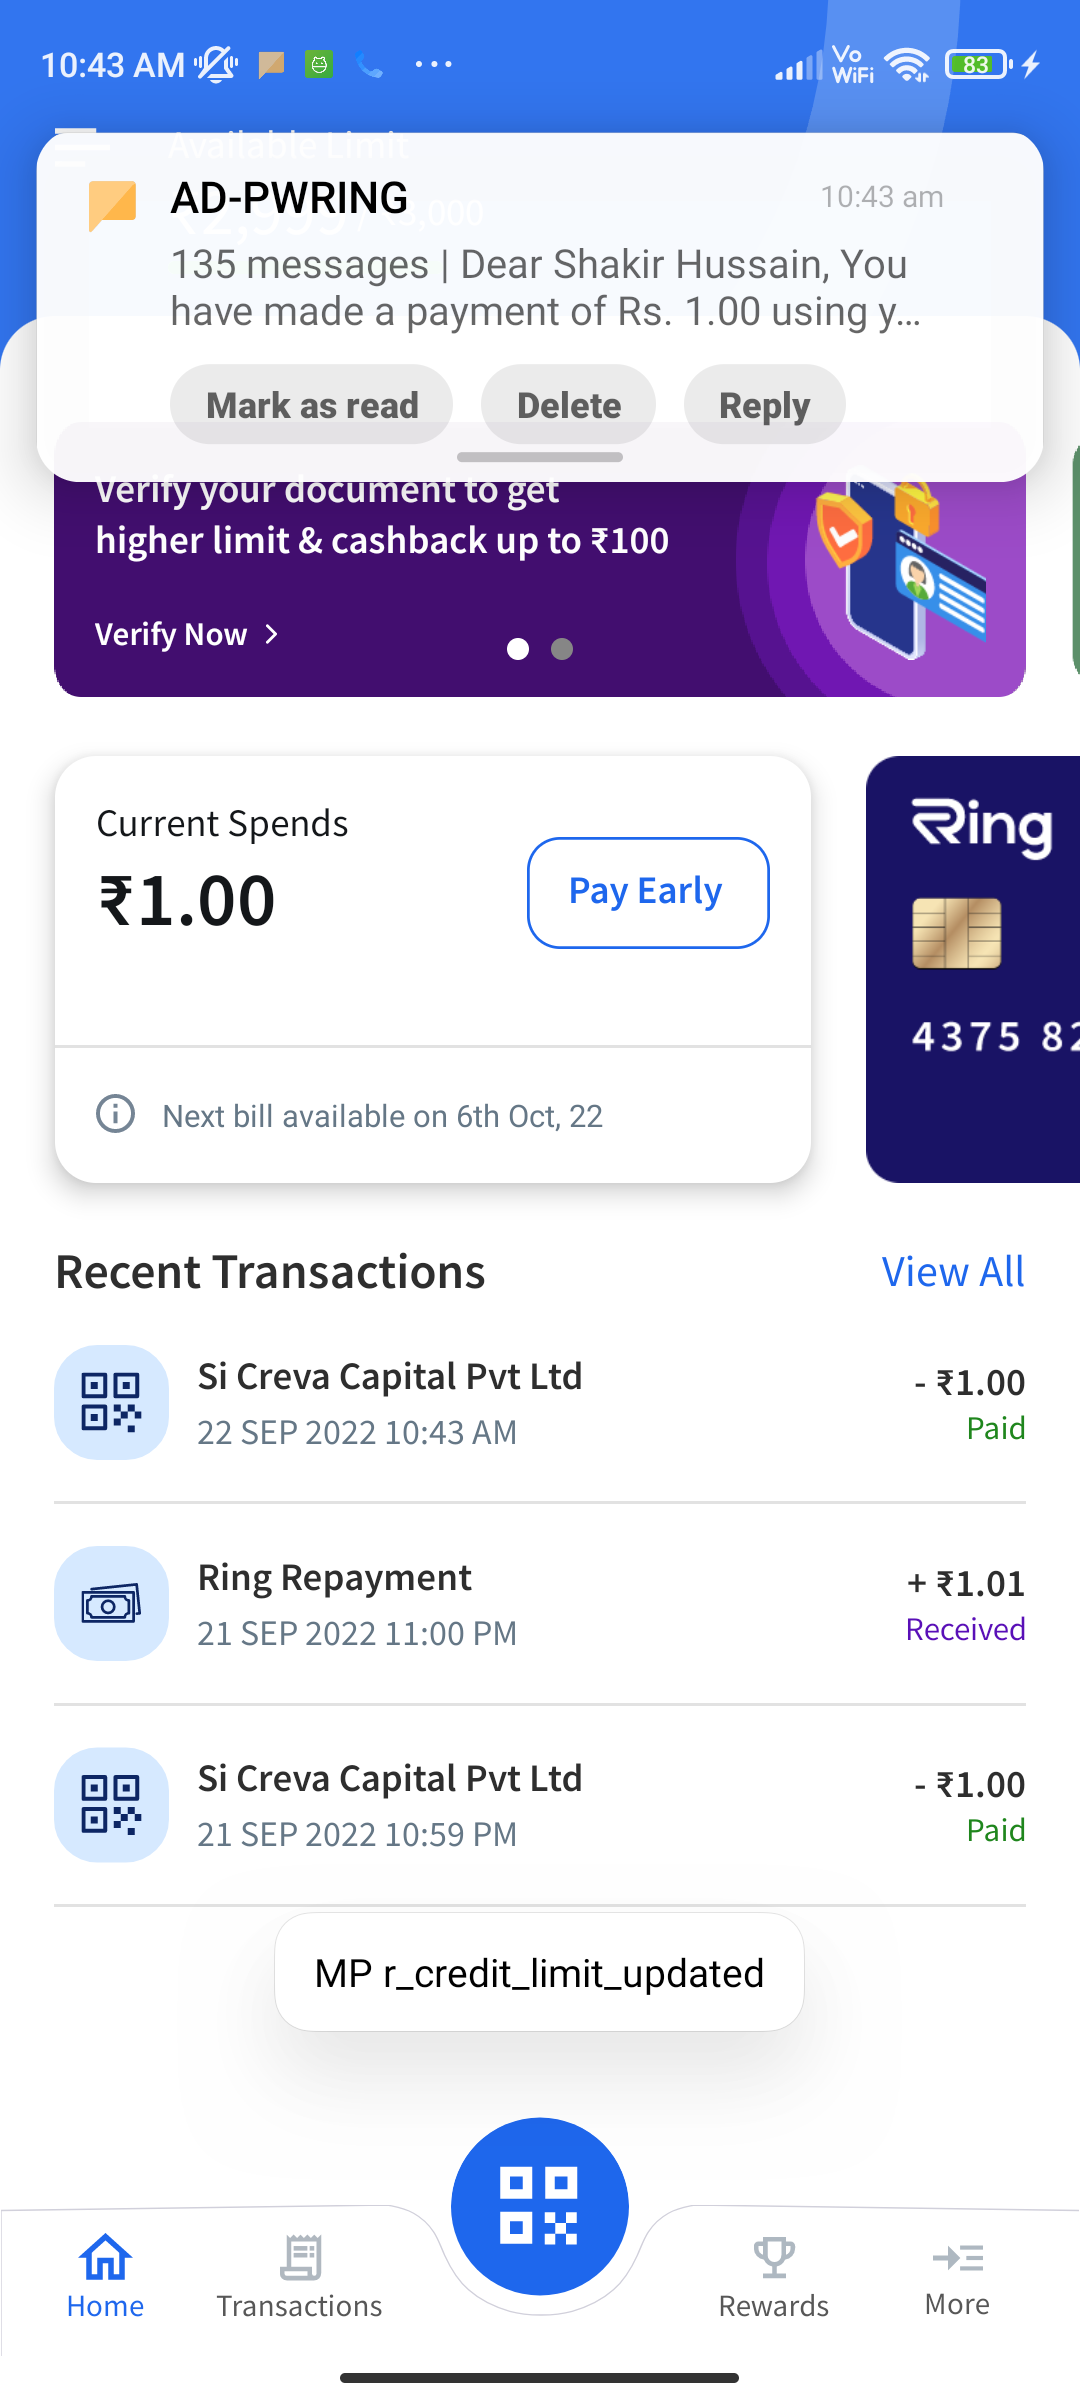 10:43 AM
Vo
WiFi
83
Available Limit
AD-PWRING
10:43 am
135 messages | Dear Shakir Hussain, You
have made a payment of Rs. 1.00 using y...
Mark as read
Delete
Reply
Verify your document to get
higher limit & cashback up to ₹100
Verify Now
Current Spends
₹1.00
Pay Early
Next bill available on 6th Oct, 22
Ring
4375 82
Recent Transactions
View All
Si Creva Capital Pvt Ltd
- ₹1.00
22 SEP 2022 10:43 AM
Paid
Ring Repayment
+ ₹1.01
21 SEP 2022 11:00 PM
Received
Si Creva Capital Pvt Ltd
- ₹1.00
21 SEP 2022 10:59 PM
Paid
MP r_credit_limit_updated
Home
Transactions
Rewards
More